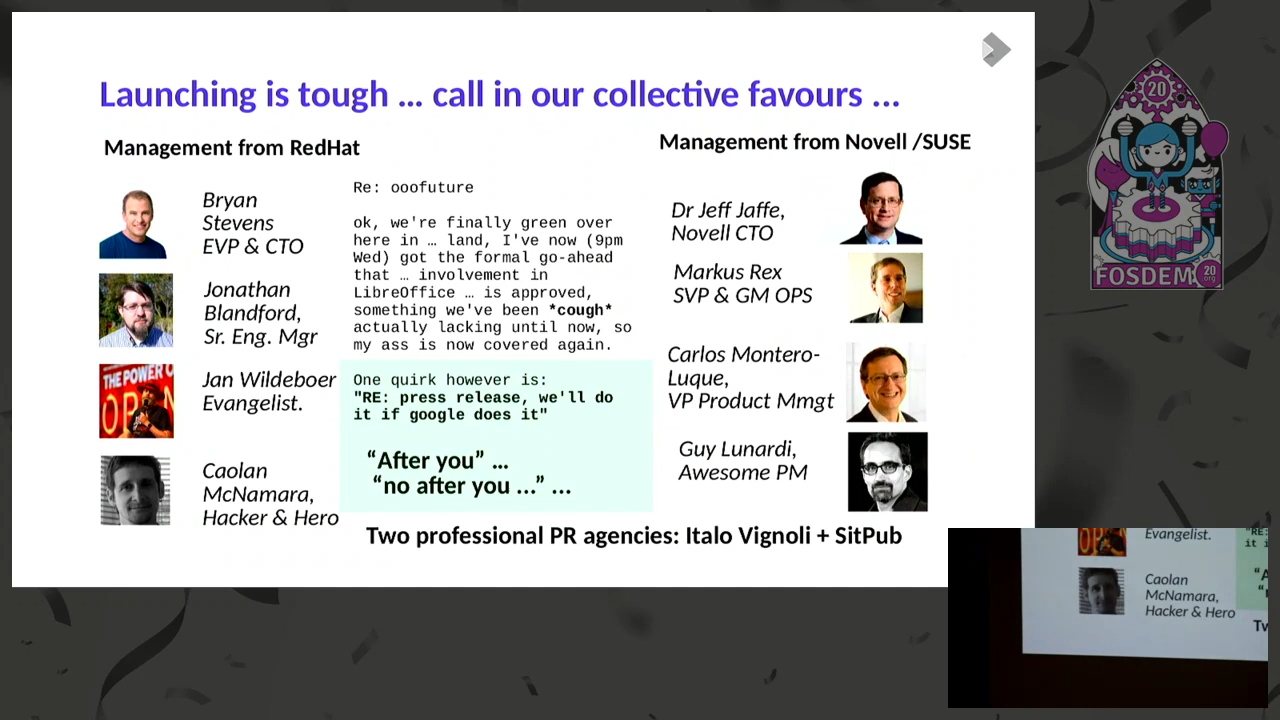 Launching is tough ... call in our collective favours ...
Management from RedHat
Bryan
Stevens
EVP & CTO
Jonathan
Blandford,
Sr. Eng. Mgr
Jan Wildeboer
Evangelist.
Caolan
McNamara,
Hacker & Hero
THE POWER O
OPEN
Re: ooofuture
ok, we're finally green over
here in … land, I've now (9pm
Wed) got the formal go-ahead
that … involvement in
LibreOffice … is approved,
something we've been *cough*
actually lacking until now, so
my ass is now covered again.
One quirk however is:
"RE: press release, we'll do
it if google does it"
“After you” …
“no after you …” …
Management from Novell /SUSE
Dr Jeff Jaffe,
Novell CTO
Markus Rex
SVP & GM OPS
Carlos Montero-
Luque,
VP Product Mmgt
Guy Lunardi,
Awesome PM
Two professional PR agencies: Italo Vignoli + SitPub
20
FOSDEM
20
.org
Evangelist.
Caolan
McNamara,
Hacker & Hero
"RE:
it i
“A
Tw